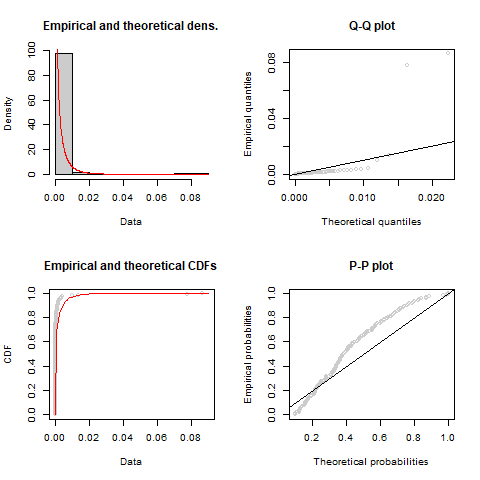 Empirical and theoretical dens.
Density
0 20 40 60 80 100
0.00 0.02 0.04 0.06 0.08
Data
Q-Q plot
Empirical quantiles
0.00 0.04 0.08
0.000 0.010 0.020
Theoretical quantiles
Empirical and theoretical CDFs
CDF
0.0 0.2 0.4 0.6 0.8 1.0
0.00 0.02 0.04 0.06 0.08
Data
P-P plot
Empirical probabilities
0.0 0.2 0.4 0.6 0.8 1.0
0.2 0.4 0.6 0.8 1.0
Theoretical probabilities